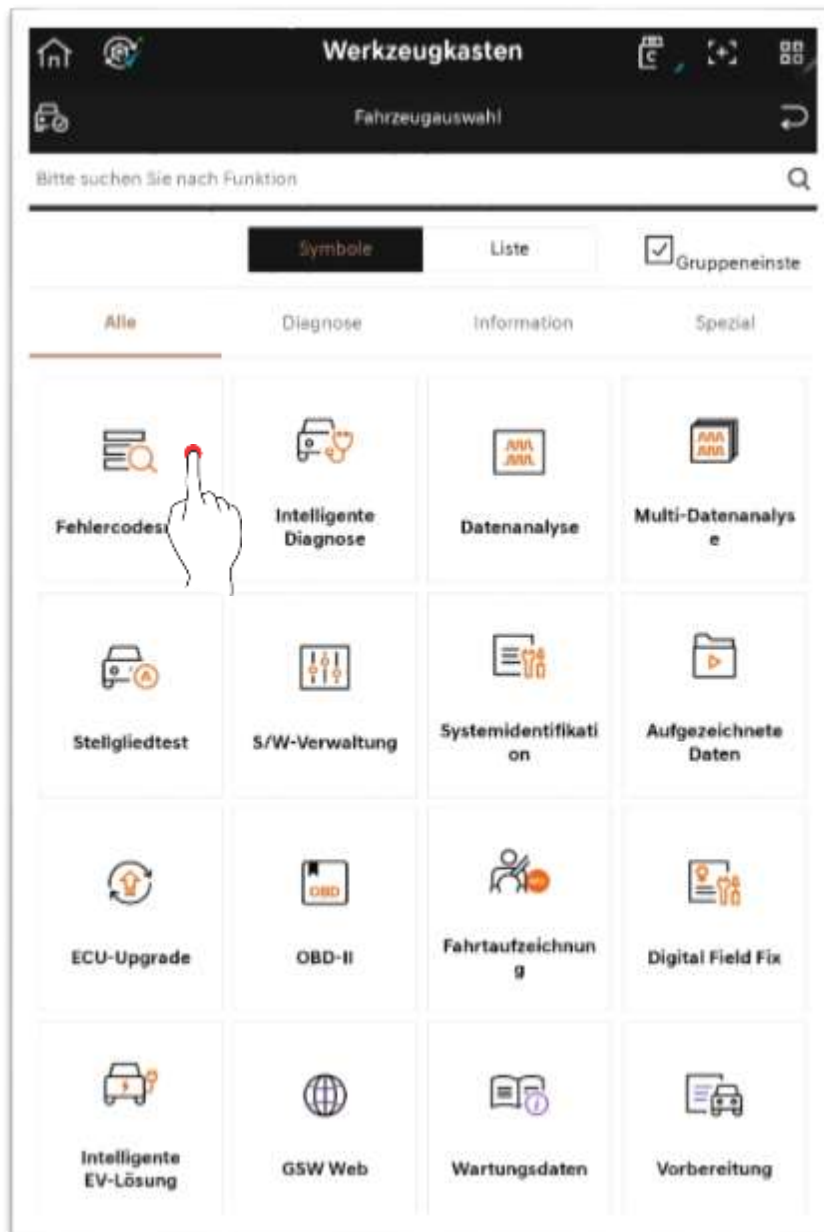 Werkzeugkasten
C
Fahrzeugauswahl
Bitte suchen Sie nach Funktion
Symbole
Liste
Gruppeneinste
Alle
Diagnose
Information
Spezial
Intelligente
Diagnose
Datenanalyse
Multi-Datenanalys
e
Stellgliedtest
S/W-Verwaltung
Systemidentifikati
on
Aufgezeichnete
Daten
ECU-Upgrade
OBD
OBD-II
Fahrtaufzeichnun
g
Digital Field Fix
Intelligente
EV-Lösung
GSW Web
Wartungsdaten
Vorbereitung